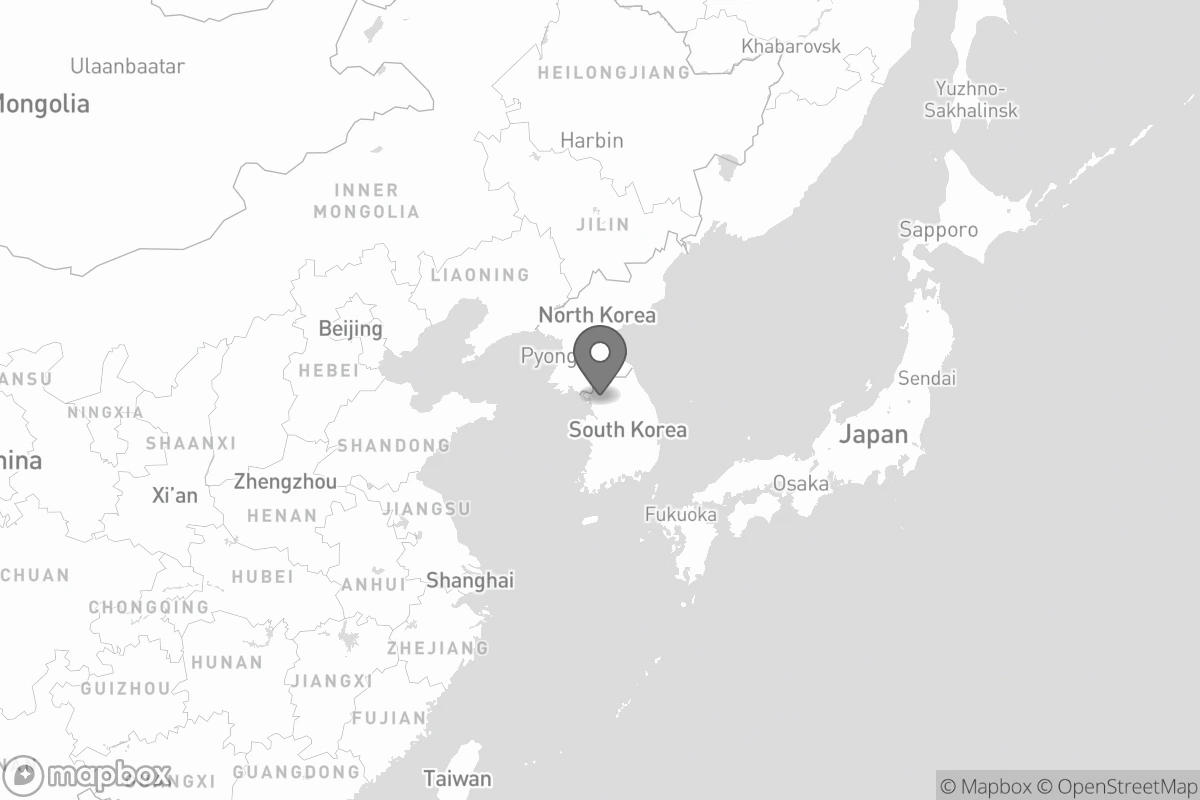 Khabarovsk
Ulaanbaatar
HEILONGJIANG
Mongolia
Yuzhno-
Sakhalinsk
Harbin
INNER
MONGOLIA
JILIN
Sapporo
LIAONING
North Korea
Beijing
Pyong
HEBEI
ANSU
Sendai
NINGXIA
South Korea
Japan
SHAANXI
SHANDONG
hina
Zhengzhou
Osaka
Xi’an
JIANGSU
HENAN
Fukuoka
CHUAN
HUBEI
ANHUI
Shanghai
CHONGQING
ZHEJIANG
HUNAN
JIANGXI
GUIZHOU
FUJIAN
GUANGDONG
Taiwan
mapbox
GUANGXI
© Mapbox © OpenStreetMap